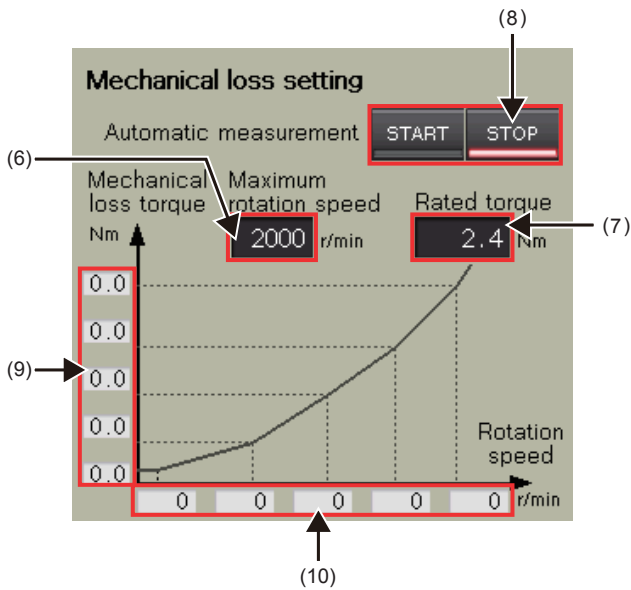 (8)
Mechanical loss setting
Automatic measurement START STOP
(6)
Mechanical Maximum
loss torque rotation speed Rated torque
(7)
Nm 2000 r/min 2.4 Nm
0.0
0.0
(9)
0.0
0.0
Rotation
speed
0.0
0 0 0 0 0 r/min
(10)